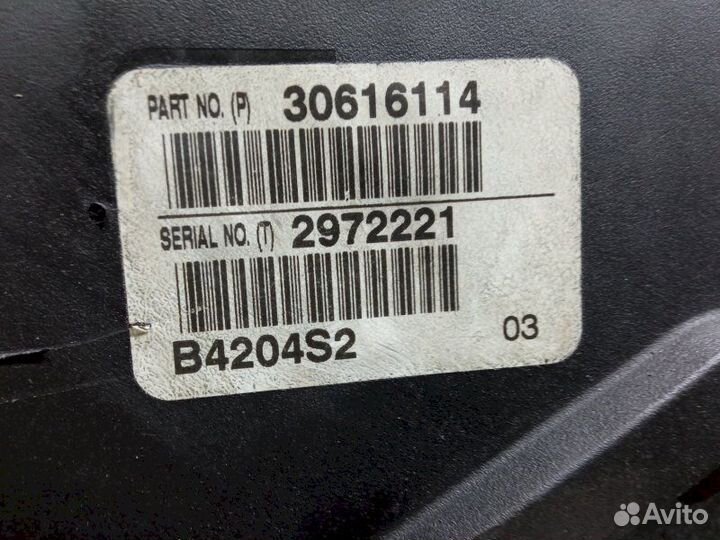 PART NO. (P) 30616114
SERIAL NO. (T) 2972221
B4204S2 03
Avito